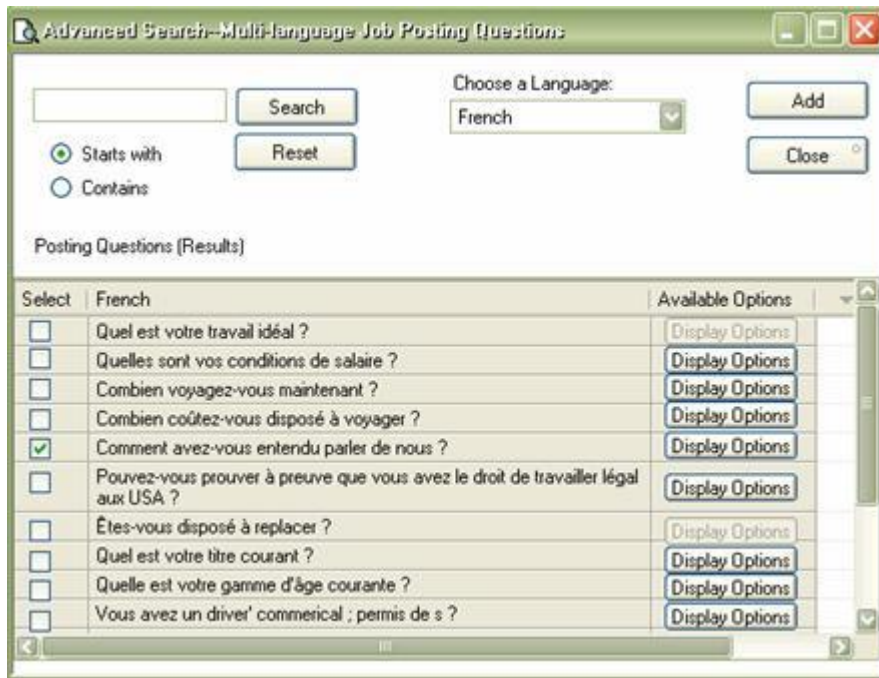 Advanced Search--Multi-language Job Posting Questions
Search
Choose a Language:
French
Add
Starts with
Reset
Close
Contains
Posting Questions (Results)
Select French Available Options
Quel est votre travail idéal ? Display Options
Quelles sont vos conditions de salaire ? Display Options
Combien voyagez-vous maintenant ? Display Options
Combien coûtez-vous disposé à voyager ? Display Options
Comment avez-vous entendu parler de nous ? Display Options
Pouvez-vous prouver à preuve que vous avez le droit de travailler légal
aux USA ? Display Options
Êtes-vous disposé à replacer ? Display Options
Quel est votre titre courant ? Display Options
Quelle est votre gamme d'âge courante ? Display Options
Vous avez un driver' commerical ; permis de s ? Display Options